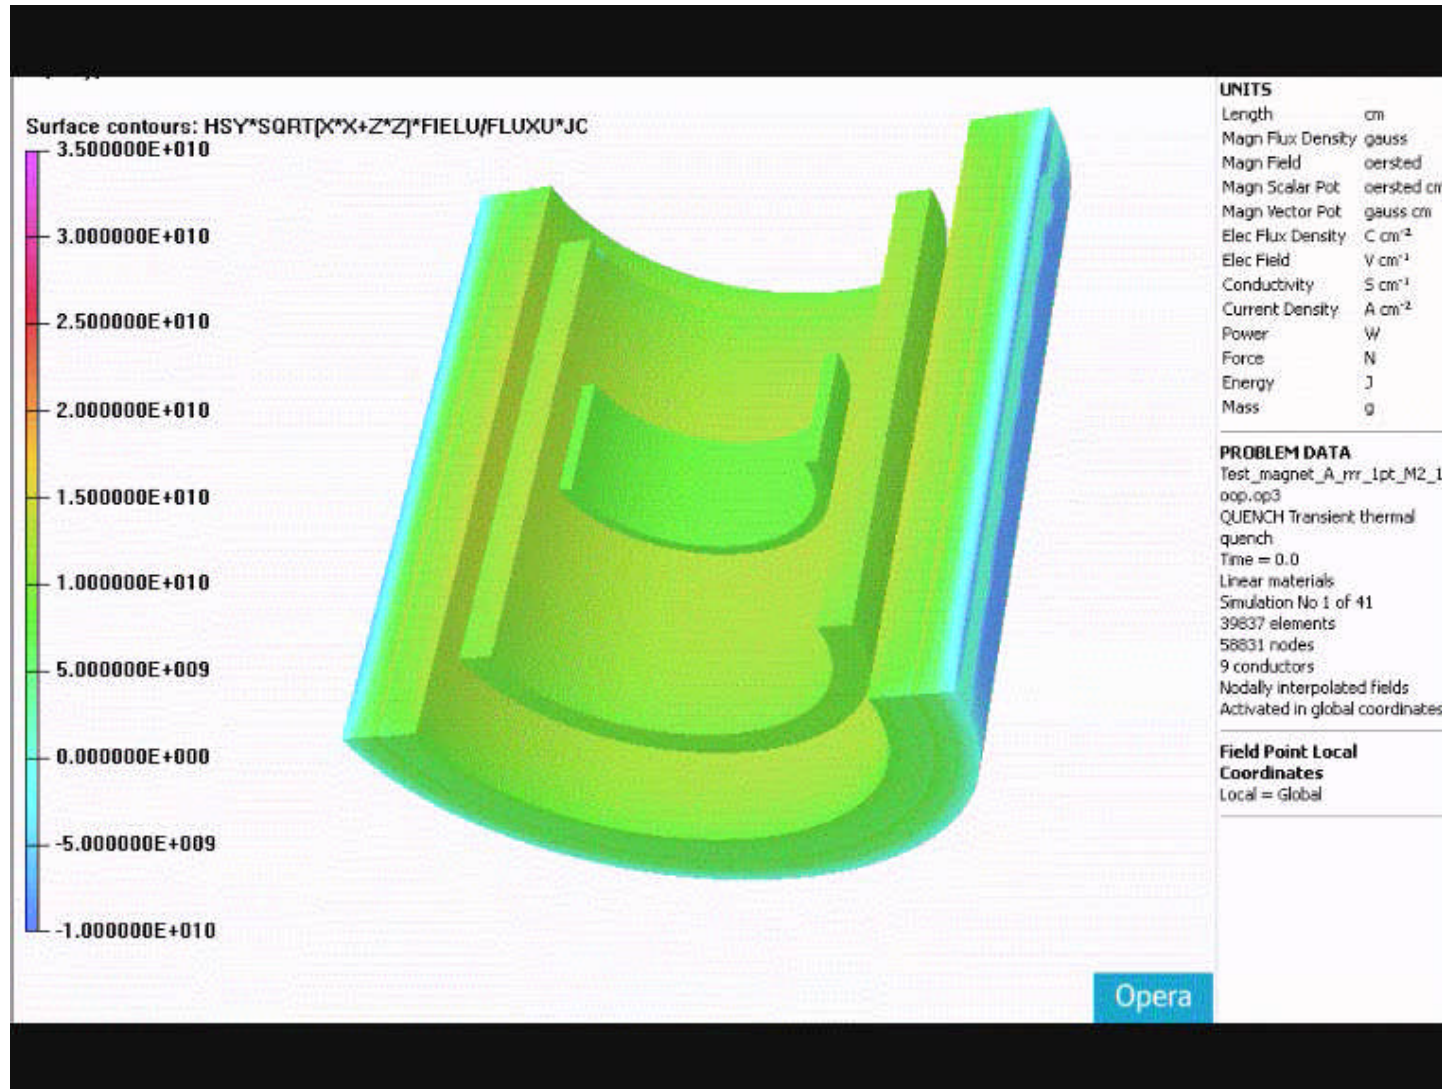 Surface contours: HSY*SQRT(X*X+Z*Z)*FIELU/FLUXU*JC
3.500000E+010
3.000000E+010
2.500000E+010
2.000000E+010
1.500000E+010
1.000000E+010
5.000000E+009
0.000000E+000
-5.000000E+009
-1.000000E+010
UNITS
Length cm
Magn Flux Density gauss
Magn Field oersted
Magn Scalar Pot oersted cm
Magn Vector Pot gauss cm
Elec Flux Density C cm⁻²
Elec Field V cm⁻¹
Conductivity S cm⁻¹
Current Density A cm⁻²
Power W
Force N
Energy J
Mass g
PROBLEM DATA
Test_magnet_A_rrr_1pt_M2_1
oop.op3
QUENCH Transient thermal
quench
Time = 0.0
Linear materials
Simulation No 1 of 41
39837 elements
58831 nodes
9 conductors
Nodally interpolated fields
Activated in global coordinates
Field Point Local
Coordinates
Local = Global
Opera